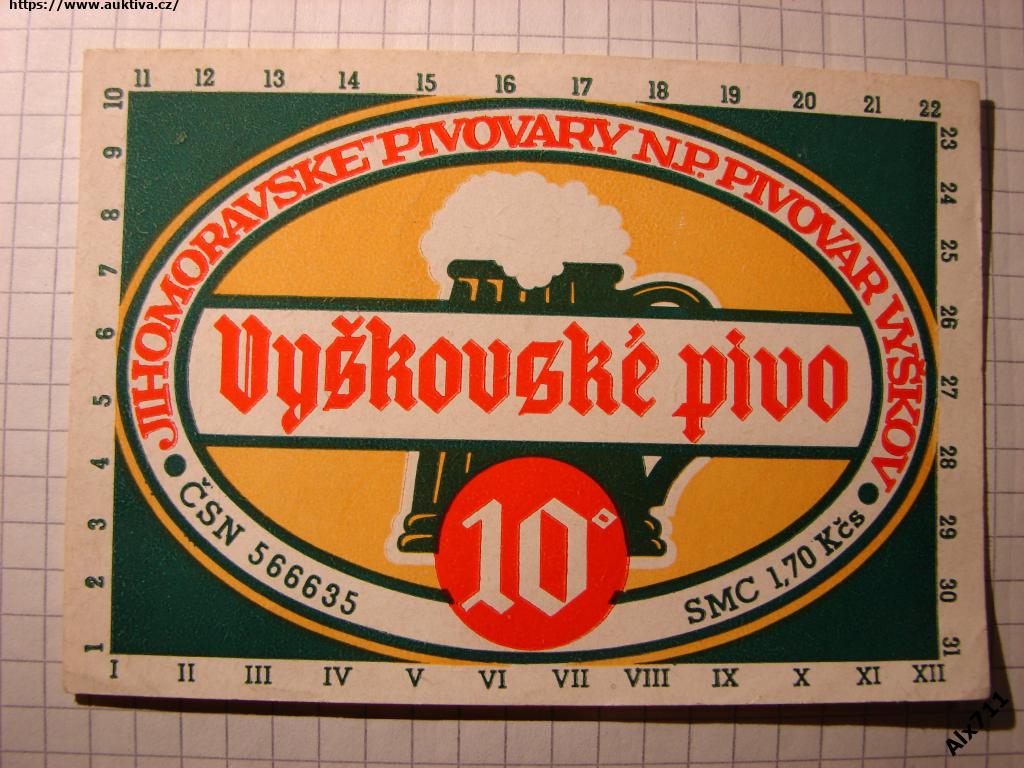 https://www.auktiva.cz/
11 12 13 14 15 16 17 18 19 20 21 22
10
9
8
7
6
5
4
3
2
1
23
24
25
26
27
28
29
30
31
JIHOMORAVSKÉ PIVOVARY N.P. PIVOVAR VYŠKOV
Vyškovské pivo
10°
ČSN 566635
SMC 1,70 Kčs
I II III IV V VI VII VIII IX X XI XII
Alx711